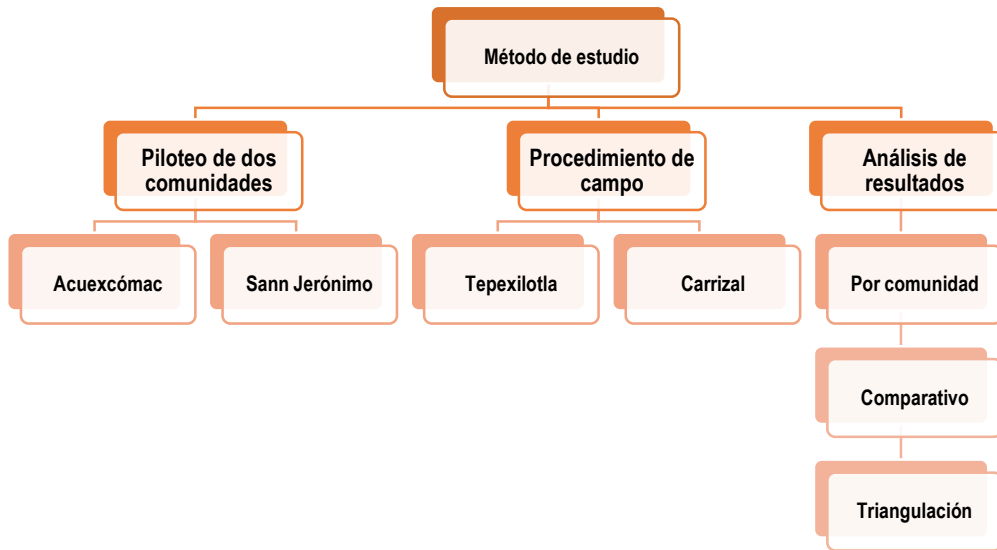 Método de estudio
Piloteo de dos
comunidades
Procedimiento de
campo
Análisis de
resultados
Acuexcómac
Sann Jerónimo
Tepexilotla
Carrizal
Por comunidad
Comparativo
Triangulación